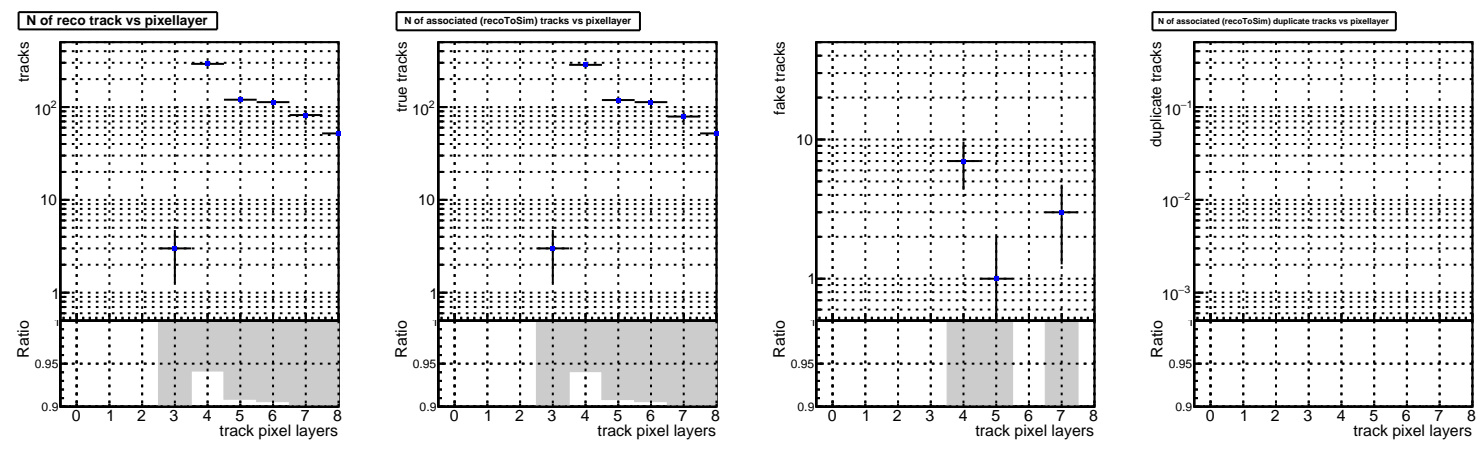 N of reco track vs pixellayer
tracks
10²
10
1
Ratio
1
0.95
0.9
0 1 2 3 4 5 6 7 8
track pixel layers
N of associated (recoToSim) tracks vs pixellayer
true tracks
10²
10
1
Ratio
1
0.95
0.9
0 1 2 3 4 5 6 7 8
track pixel layers
fake tracks
10
1
Ratio
1
0.95
0.9
0 1 2 3 4 5 6 7 8
track pixel layers
N of associated (recoToSim) duplicate tracks vs pixellayer
duplicate tracks
10⁻¹
10⁻²
10⁻³
Ratio
1
0.95
0.9
0 1 2 3 4 5 6 7 8
track pixel layers